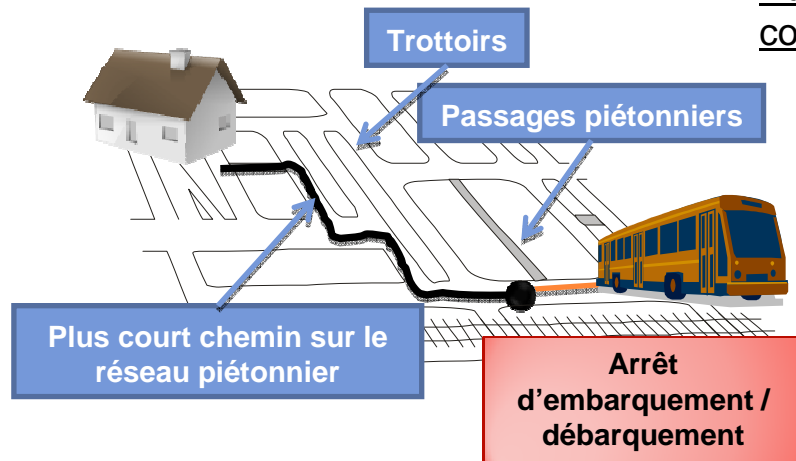 Trottoirs
Passages piétonniers
Plus court chemin sur le
réseau piétonnier
Arrêt
d'embarquement /
débarquement